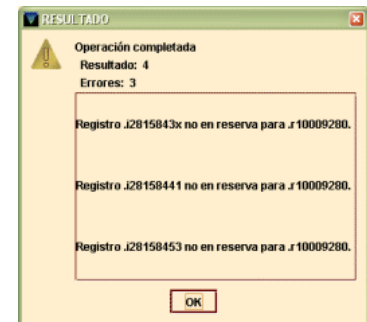 RESULTADO
Operación completada
Resultado: 4
Errores: 3
Registro .i2815843x no en reserva para .r10009280.
Registro .i28158441 no en reserva para .r10009280.
Registro .i28158453 no en reserva para .r10009280.
OK